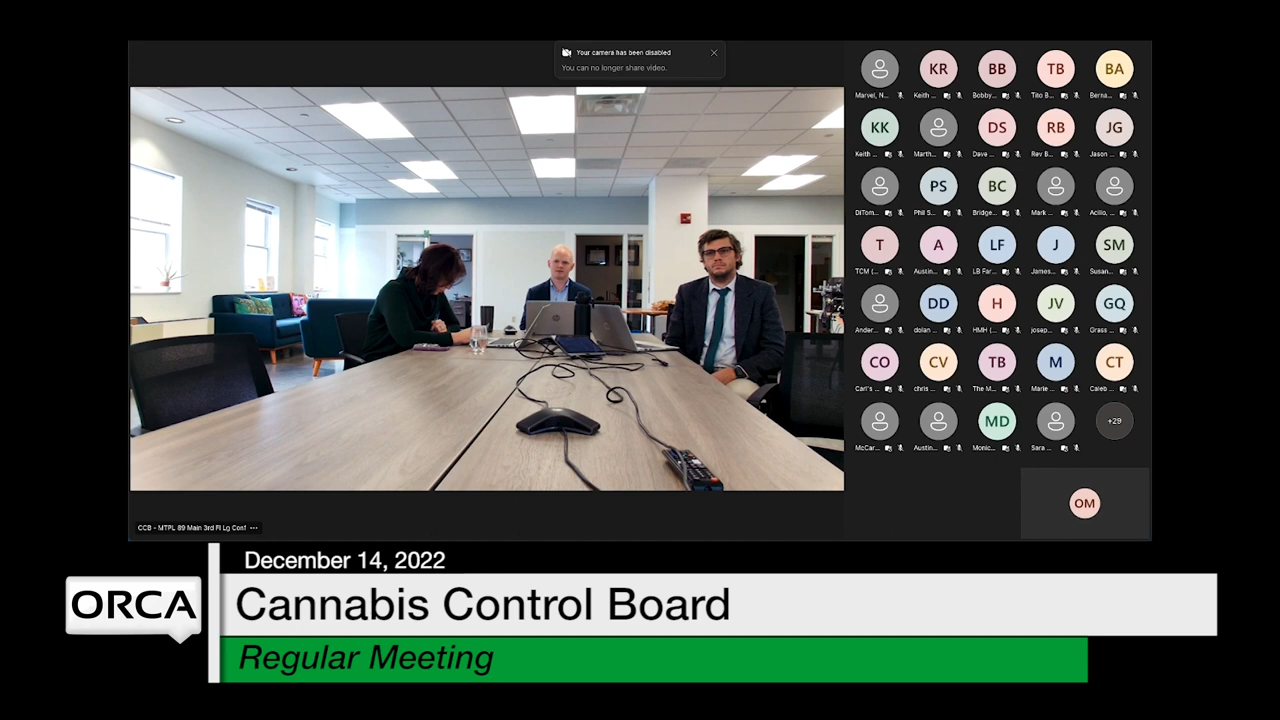 Your camera has been disabled
You can no longer share video.
KR BB TB BA
Marvel, N... Keith ... Bobby... Tito B... Berna...
KK DS RB JG
Keith ... Marth... Dave ... Rev B... Jason ...
PS BC
DiTom... Phil S... Bridge... Mark ... Acilio, ...
T A LF J SM
TCM (... Austin... LB Far... James... Susan...
DD H JV GQ
Ander... dolan ... HMH (... josep... Grass ...
CO CV TB M CT
Carl's ... chris ... The M... Marie ... Caleb ...
MD +29
McCar... Austin... Monic... Sara ...
OM
CCB - MTPL 89 Main 3rd Fl Lg Conf ...
December 14, 2022
ORCA
Cannabis Control Board
Regular Meeting